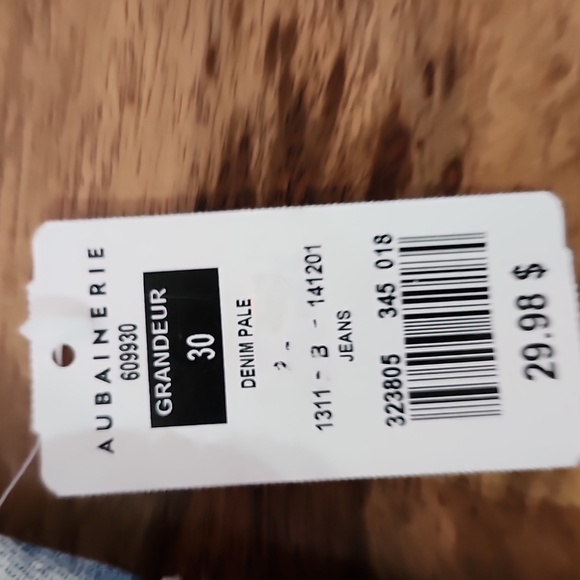 AUBAINERIE
609930
GRANDEUR
30
DENIM PALE
1311 - B - 141201
JEANS
323805 345 018
29.98 $